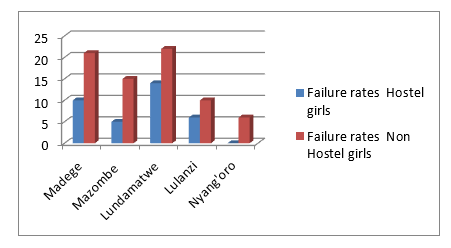 25
20
15
10
5
0
Madege
Mazombe
Lundamatwe
Lulanzi
Nyang'oro
Failure rates  Hostel
girls
Failure rates  Non
Hostel girls